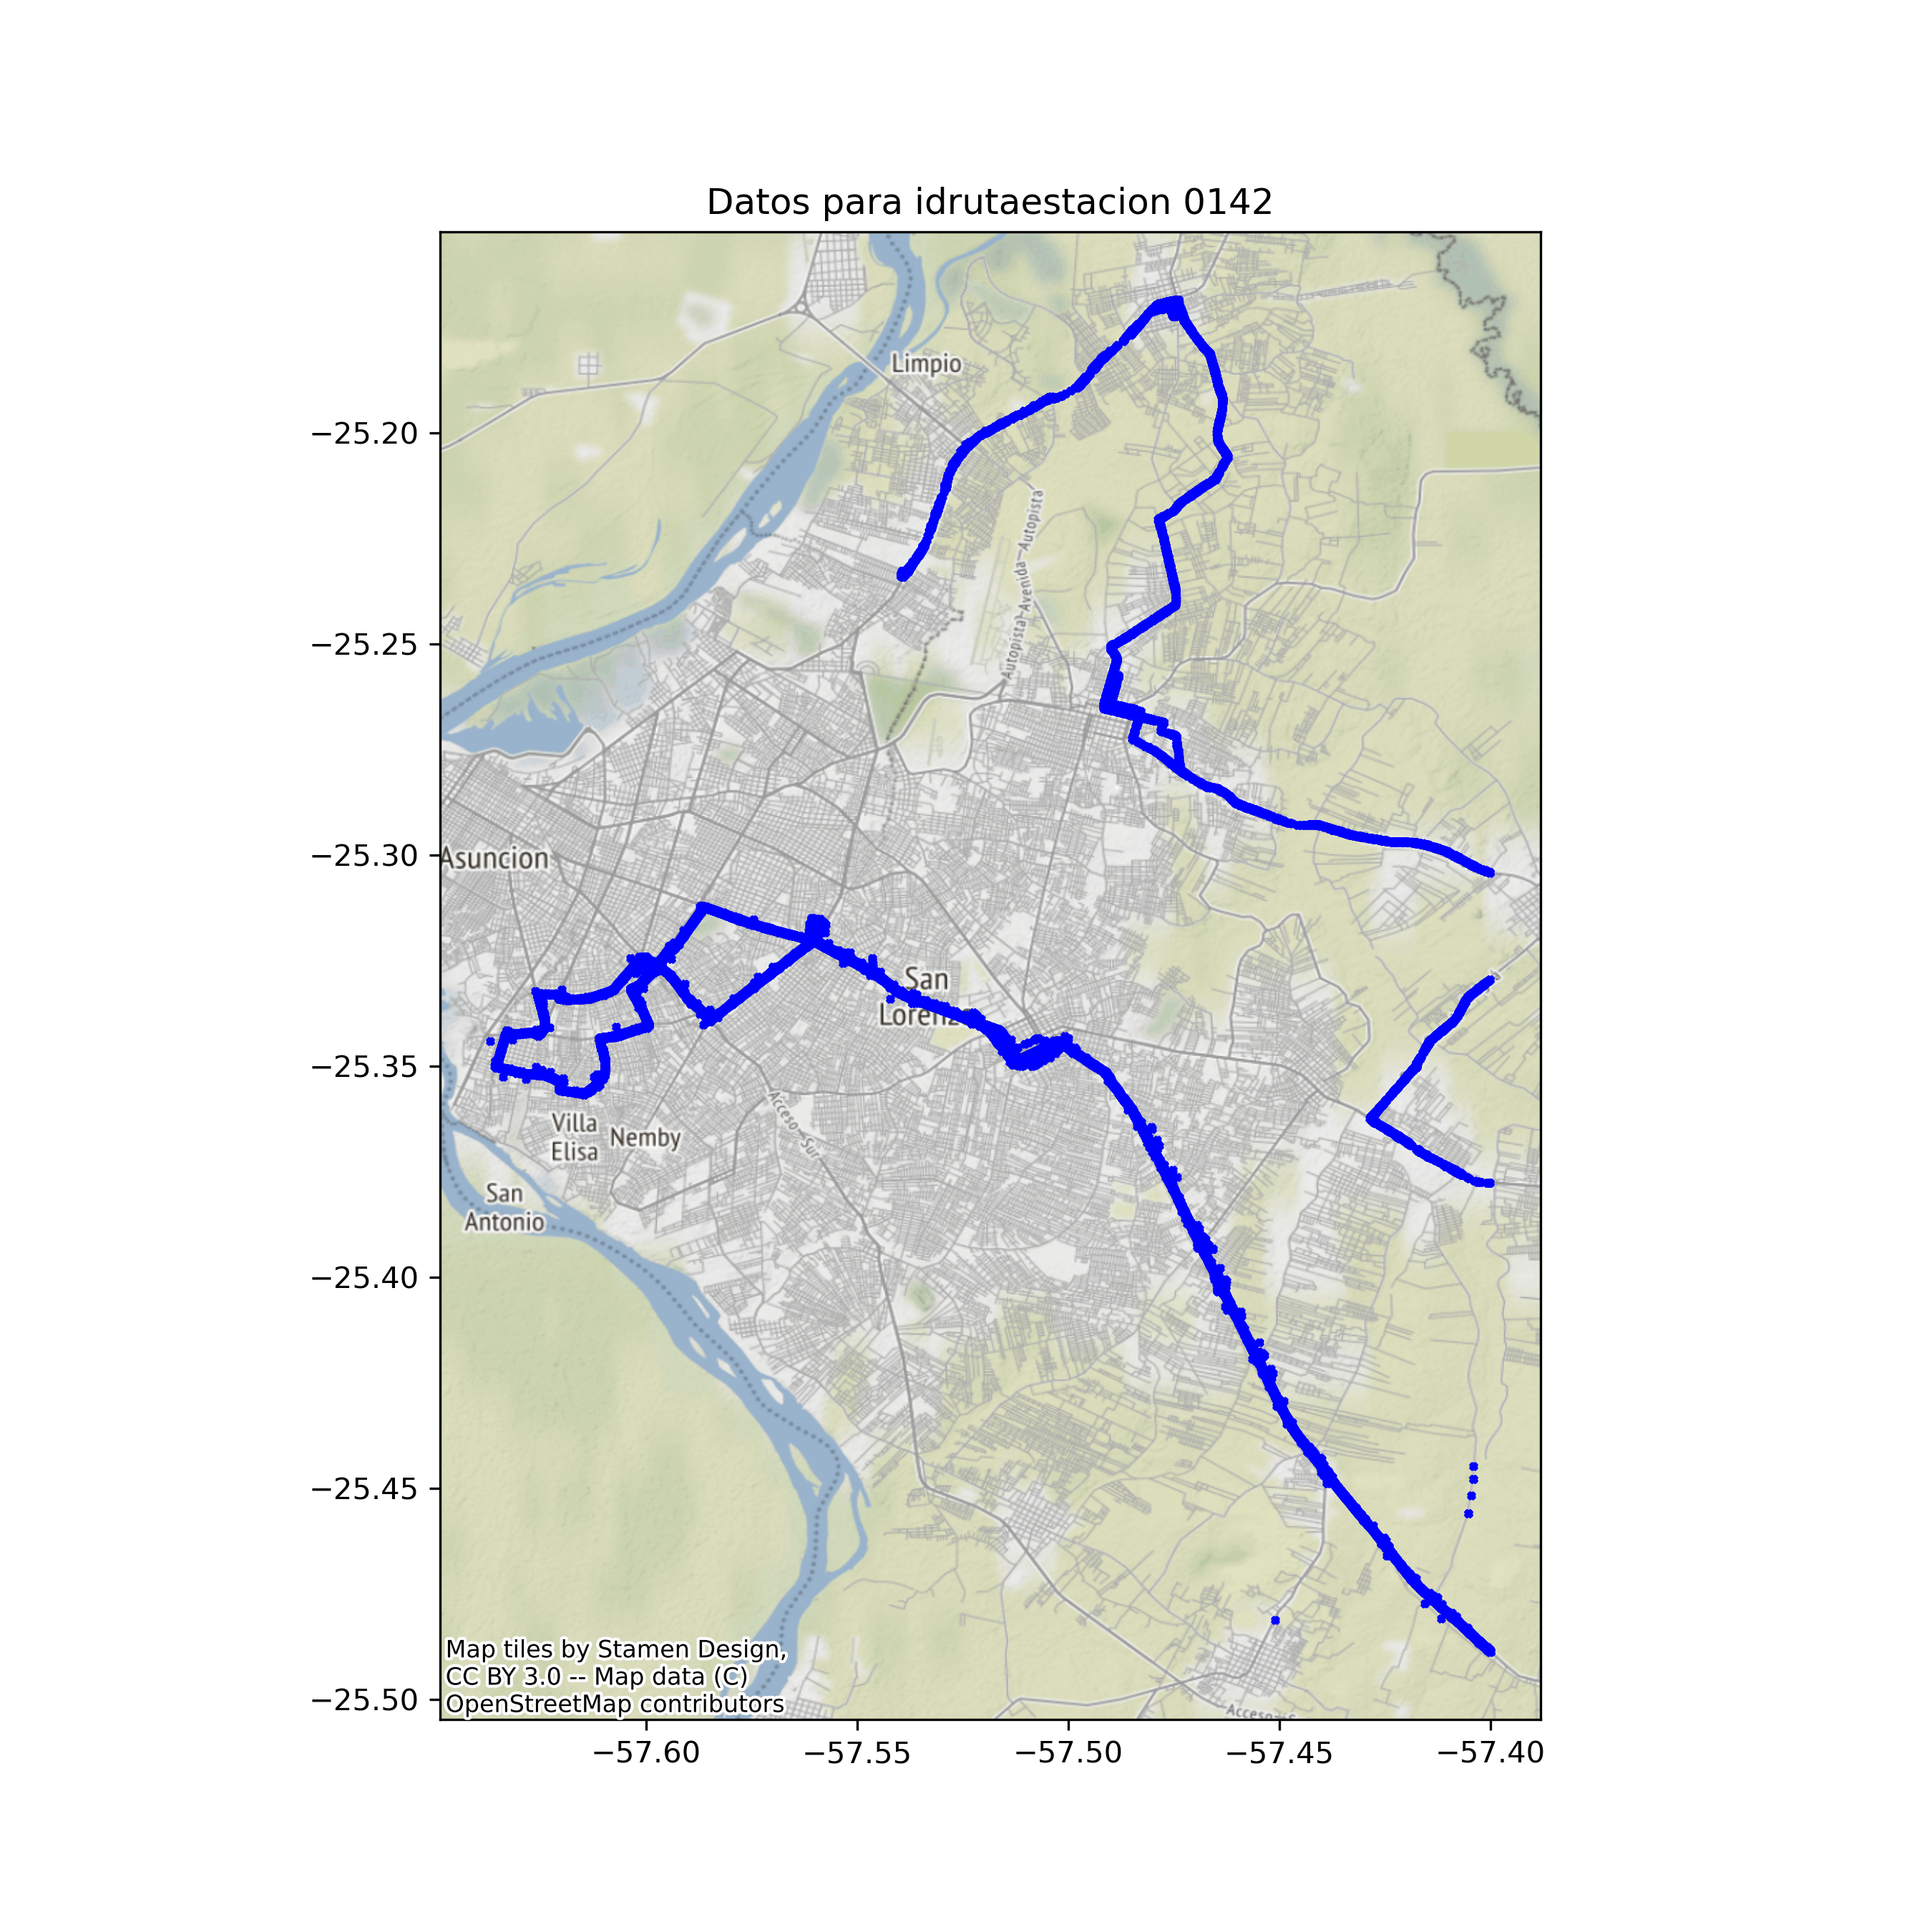 Datos para idrutaestacion 0142
Limpio
−25.20
Autopista Avenida Autopista
−25.25
−25.30
Asuncion
San
Lorenzo
−25.35
Acceso Sur
Villa
Elisa
Nemby
San
Antonio
−25.40
−25.45
Map tiles by Stamen Design,
CC BY 3.0 -- Map data (C)
OpenStreetMap contributors
−25.50
Acceso S
−57.60
−57.55
−57.50
−57.45
−57.40